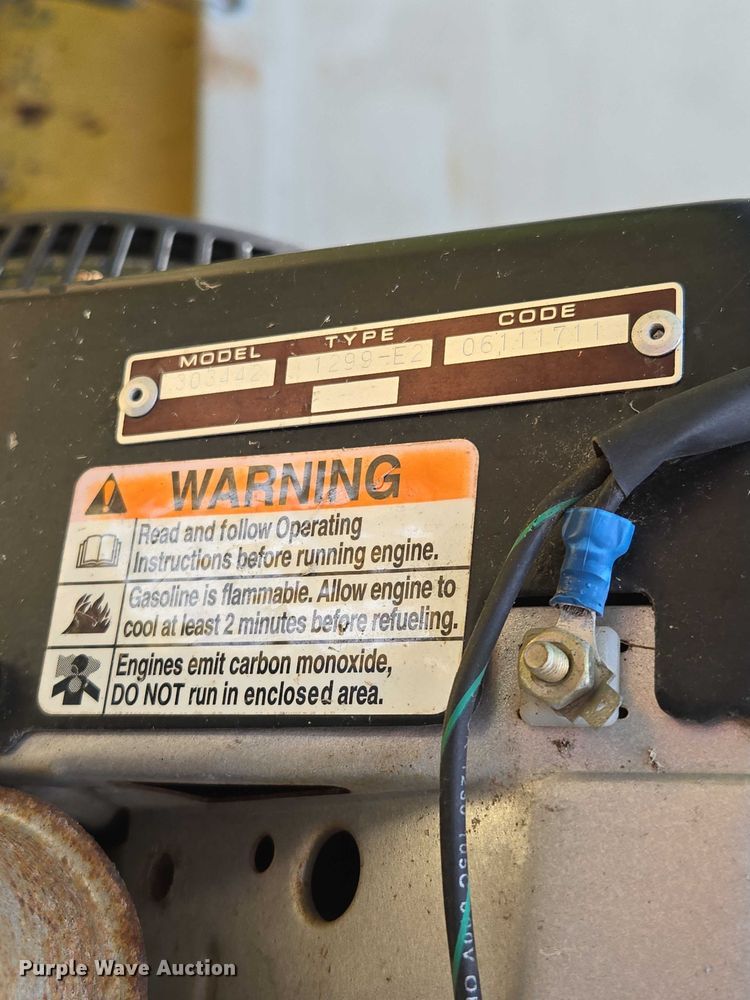 MODEL TYPE CODE
303442 1299-E2 06111711
WARNING
Read and follow Operating
Instructions before running engine.
Gasoline is flammable. Allow engine to
cool at least 2 minutes before refueling.
Engines emit carbon monoxide,
DO NOT run in enclosed area.
Purple Wave Auction